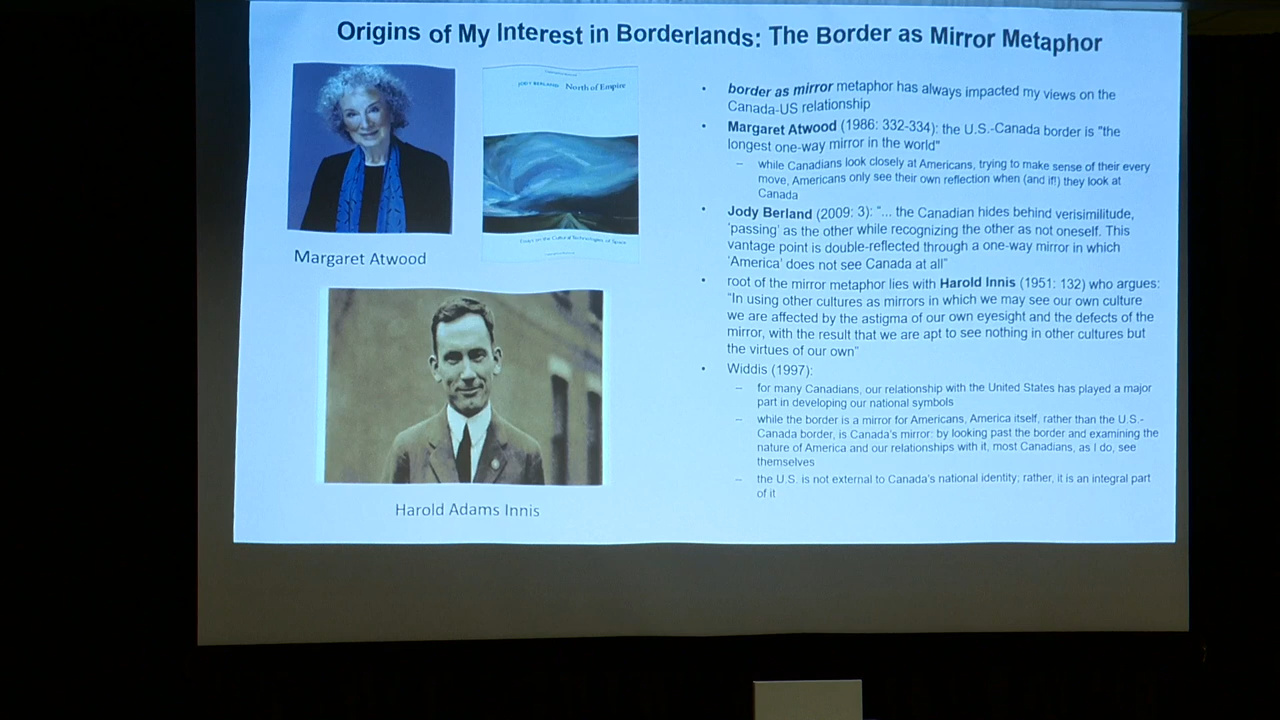 Origins of My Interest in Borderlands: The Border as Mirror Metaphor
JODY BERLAND North of Empire
Essays on the Cultural Technologies of Space
Margaret Atwood
Harold Adams Innis
• border as mirror metaphor has always impacted my views on the
Canada-US relationship
• Margaret Atwood (1986: 332-334): the U.S.-Canada border is "the
longest one-way mirror in the world"
– while Canadians look closely at Americans, trying to make sense of their every
move, Americans only see their own reflection when (and if!) they look at
Canada
• Jody Berland (2009: 3): "... the Canadian hides behind verisimilitude,
'passing' as the other while recognizing the other as not oneself. This
vantage point is double-reflected through a one-way mirror in which
'America' does not see Canada at all"
• root of the mirror metaphor lies with Harold Innis (1951: 132) who argues:
"In using other cultures as mirrors in which we may see our own culture
we are affected by the astigma of our own eyesight and the defects of the
mirror, with the result that we are apt to see nothing in other cultures but
the virtues of our own"
• Widdis (1997):
– for many Canadians, our relationship with the United States has played a major
part in developing our national symbols
– while the border is a mirror for Americans, America itself, rather than the U.S.-
Canada border, is Canada's mirror: by looking past the border and examining the
nature of America and our relationships with it, most Canadians, as I do, see
themselves
– the U.S. is not external to Canada's national identity; rather, it is an integral part
of it